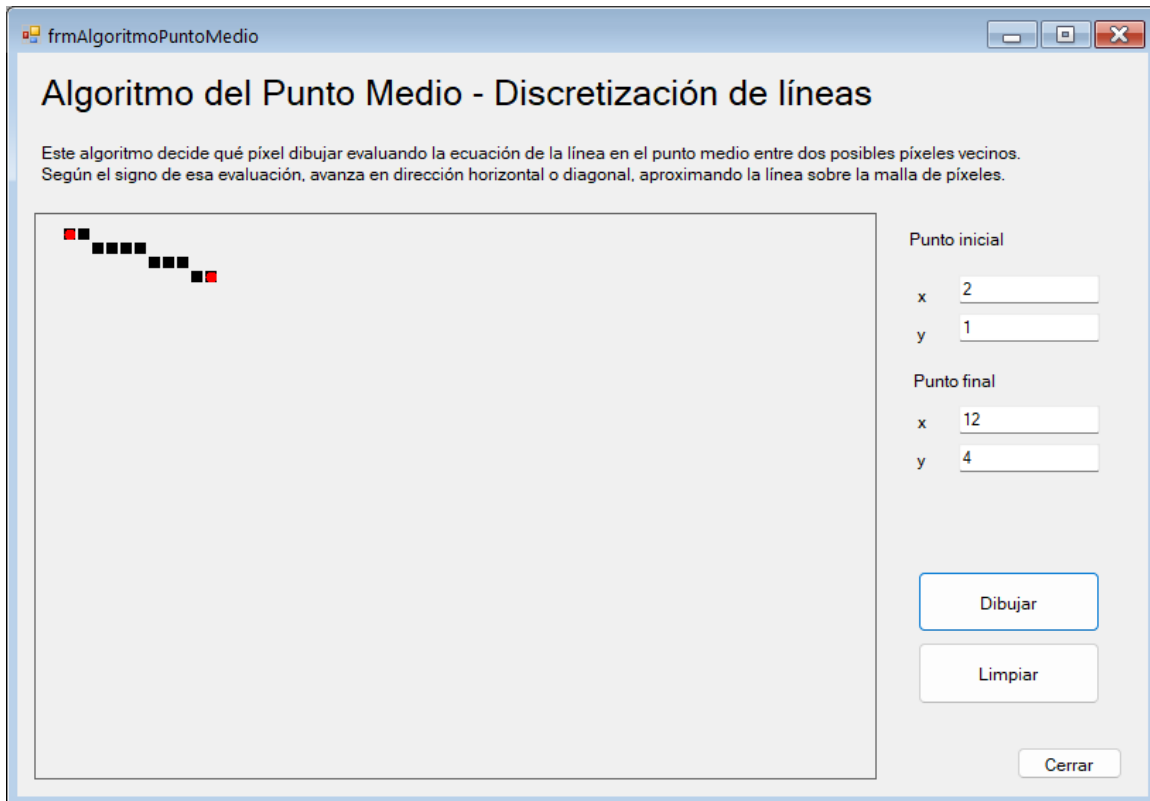 frmAlgoritmoPuntoMedio
Algoritmo del Punto Medio - Discretización de líneas
Este algoritmo decide qué píxel dibujar evaluando la ecuación de la línea en el punto medio entre dos posibles píxeles vecinos.
Según el signo de esa evaluación, avanza en dirección horizontal o diagonal, aproximando la línea sobre la malla de píxeles.
Punto inicial
x 2
y 1
Punto final
x 12
y 4
Dibujar
Limpiar
Cerrar